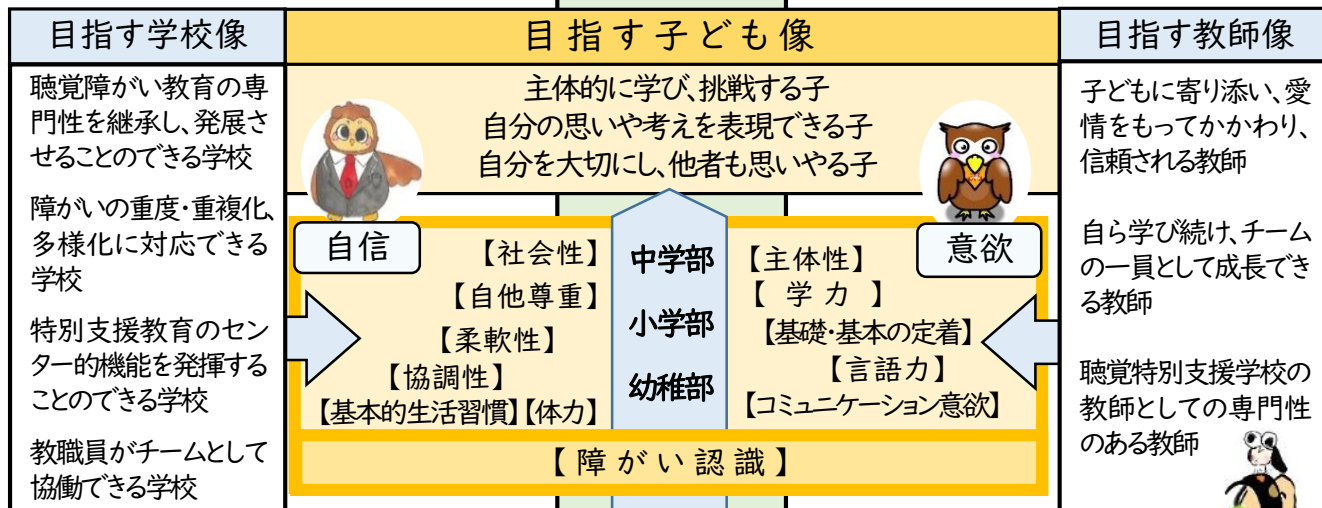 目指す学校像
聴覚障がい教育の専
門性を継承し、発展さ
せることのできる学校
障がいの重度・重複化、
多様化に対応できる
学校
特別支援教育のセン
ター的機能を発揮する
ことのできる学校
教職員がチームとして
協働できる学校
目指す子ども像
主体的に学び、挑戦する子
自分の思いや考えを表現できる子
自分を大切にし、他者も思いやる子
自信
【社会性】
【自他尊重】
【柔軟性】
【協調性】
【基本的生活習慣】【体力】
中学部
小学部
幼稚部
意欲
【主体性】
【学力】
【基礎・基本の定着】
【言語力】
【コミュニケーション意欲】
【障がい認識】
目指す教師像
子どもに寄り添い、愛
情をもってかかわり、
信頼される教師
自ら学び続け、チーム
の一員として成長でき
る教師
聴覚特別支援学校の
教師としての専門性
のある教師